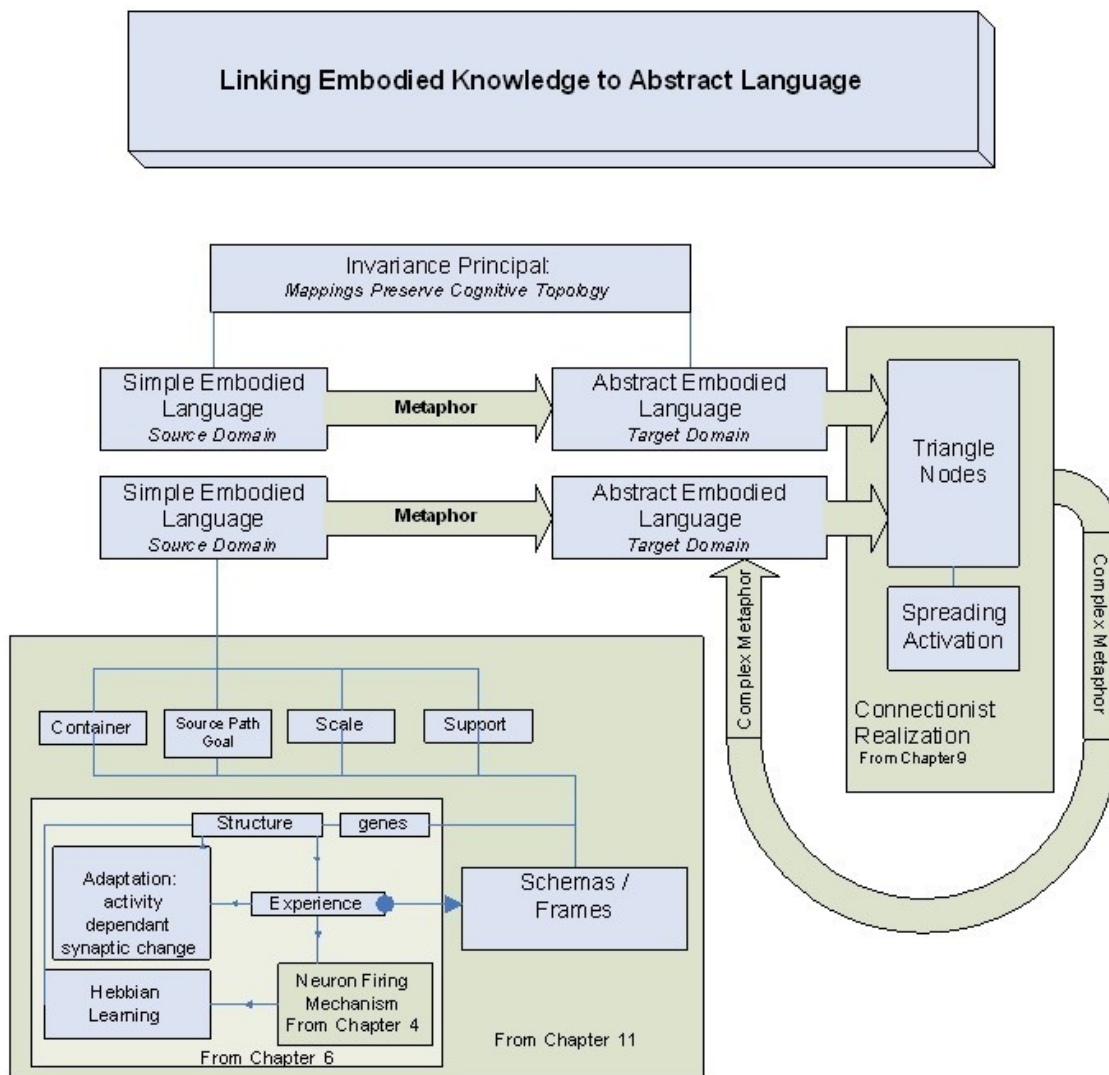 Linking Embodied Knowledge to Abstract Language
Invariance Principal:
Mappings Preserve Cognitive Topology
Simple Embodied
Language
Source Domain
Metaphor
Abstract Embodied
Language
Target Domain
Simple Embodied
Language
Source Domain
Metaphor
Abstract Embodied
Language
Target Domain
Triangle
Nodes
Spreading
Activation
Connectionist
Realization
From Chapter 9
Complex Metaphor
Complex Metaphor
Container
Source Path
Goal
Scale
Support
Structure
genes
Adaptation:
activity
dependant
synaptic change
Experience
Schemas /
Frames
Hebbian
Learning
Neuron Firing
Mechanism
From Chapter 4
From Chapter 6
From Chapter 11